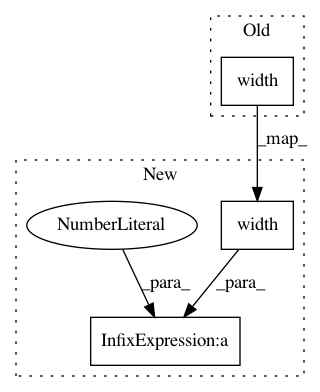 Old
width
_map_
New
NumberLiteral
width
_para_
_para_
InfixExpression:a